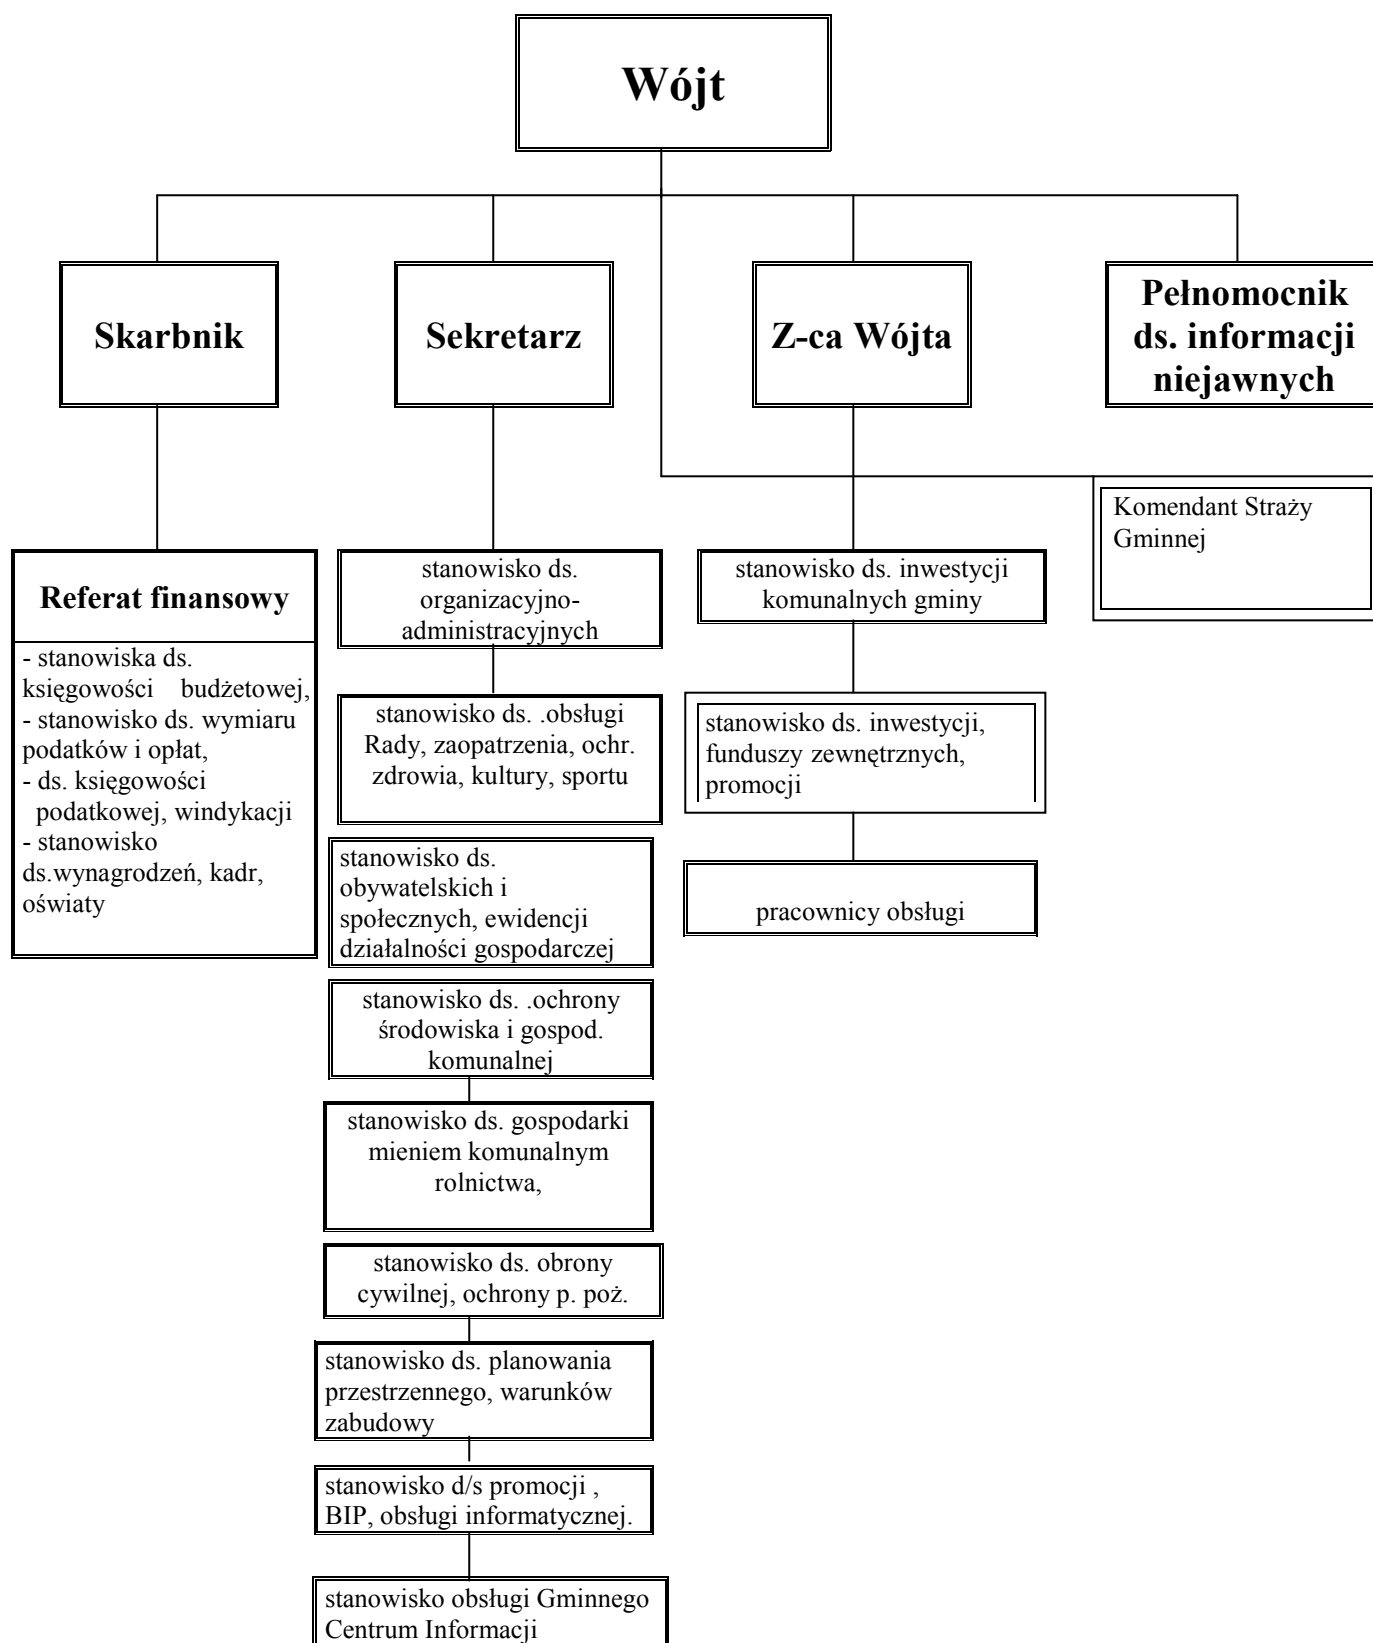 Wójt
Skarbnik
Sekretarz
Z-ca Wójta
Pełnomocnik
ds. informacji
niejawnych
Komendant Straży
Gminnej
Referat finansowy
- stanowiska ds.
księgowości budżetowej,
- stanowisko ds. wymiaru
podatków i opłat,
- ds. księgowości
podatkowej, windykacji
- stanowisko
ds.wynagrodzeń, kadr,
oświaty
stanowisko ds.
organizacyjno-
administracyjnych
stanowisko ds. .obsługi
Rady, zaopatrzenia, ochr.
zdrowia, kultury, sportu
stanowisko ds.
obywatelskich i
społecznych, ewidencji
działalności gospodarczej
stanowisko ds. .ochrony
środowiska i gospod.
komunalnej
stanowisko ds. gospodarki
mieniem komunalnym
rolnictwa,
stanowisko ds. obrony
cywilnej, ochrony p. poż.
stanowisko ds. planowania
przestrzennego, warunków
zabudowy
stanowisko d/s promocji ,
BIP, obsługi informatycznej.
stanowisko obsługi Gminnego
Centrum Informacji
stanowisko ds. inwestycji
komunalnych gminy
stanowisko ds. inwestycji,
funduszy zewnętrznych,
promocji
pracownicy obsługi